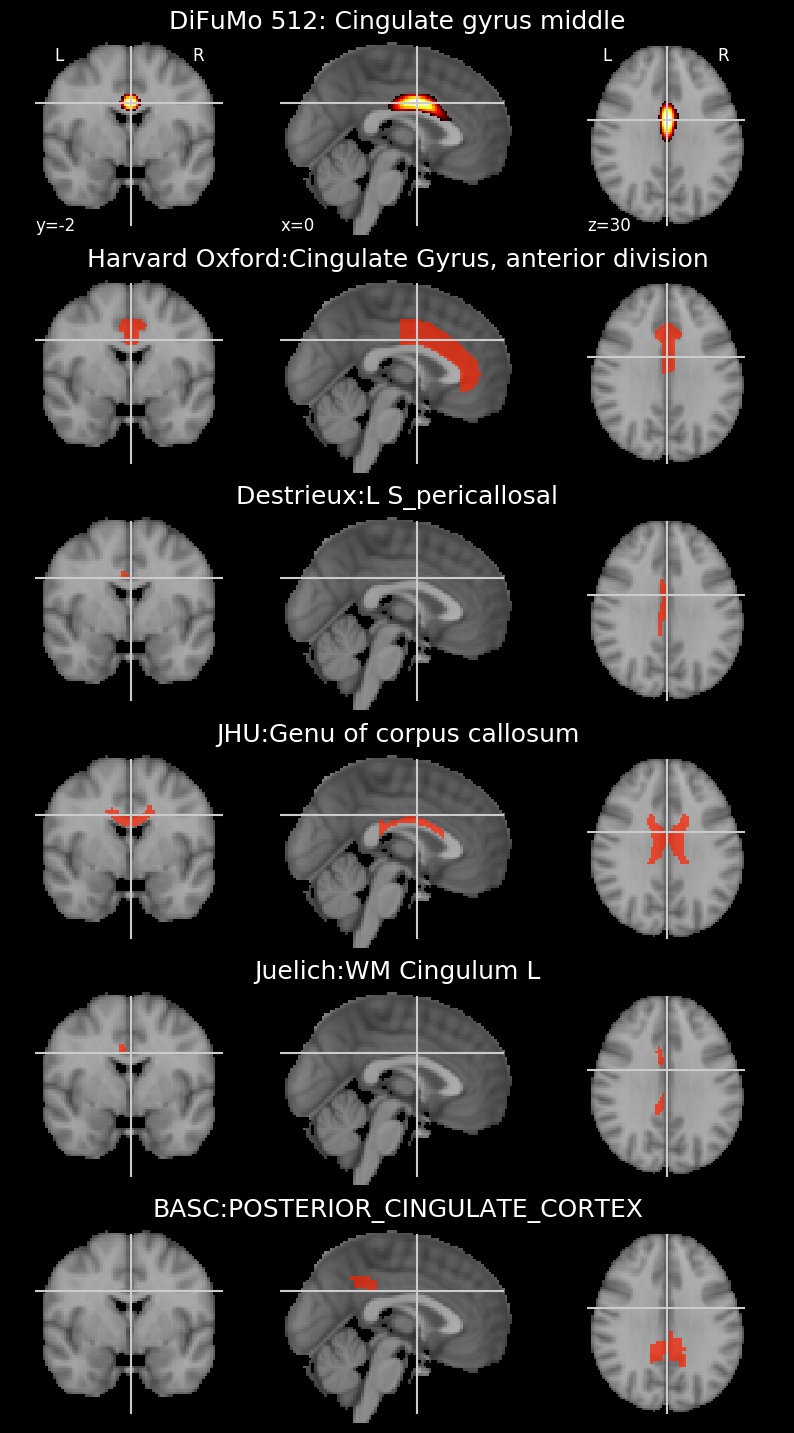 DiFuMo 512: Cingulate gyrus middle
L R L R
y=-2 x=0 z=30
Harvard Oxford:Cingulate Gyrus, anterior division
Destrieux:L S_pericallosal
JHU:Genu of corpus callosum
Juelich:WM Cingulum L
BASC:POSTERIOR_CINGULATE_CORTEX